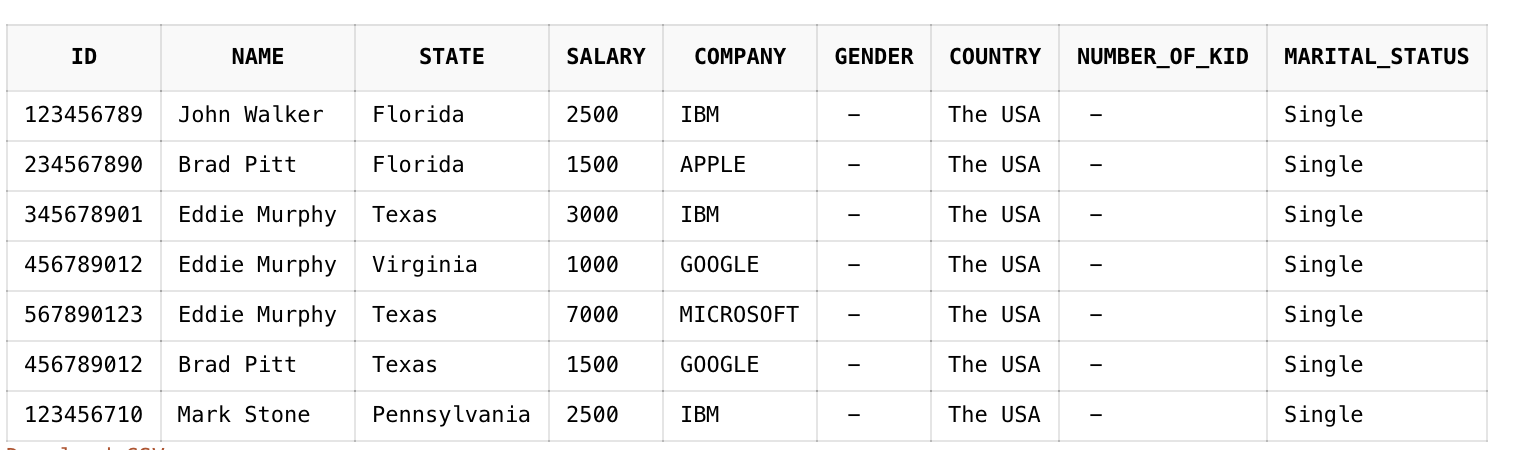 ID NAME STATE SALARY COMPANY GENDER COUNTRY NUMBER_OF_KID MARITAL_STATUS
123456789 John Walker Florida 2500 IBM – The USA – Single
234567890 Brad Pitt Florida 1500 APPLE – The USA – Single
345678901 Eddie Murphy Texas 3000 IBM – The USA – Single
456789012 Eddie Murphy Virginia 1000 GOOGLE – The USA – Single
567890123 Eddie Murphy Texas 7000 MICROSOFT – The USA – Single
456789012 Brad Pitt Texas 1500 GOOGLE – The USA – Single
123456710 Mark Stone Pennsylvania 2500 IBM – The USA – Single